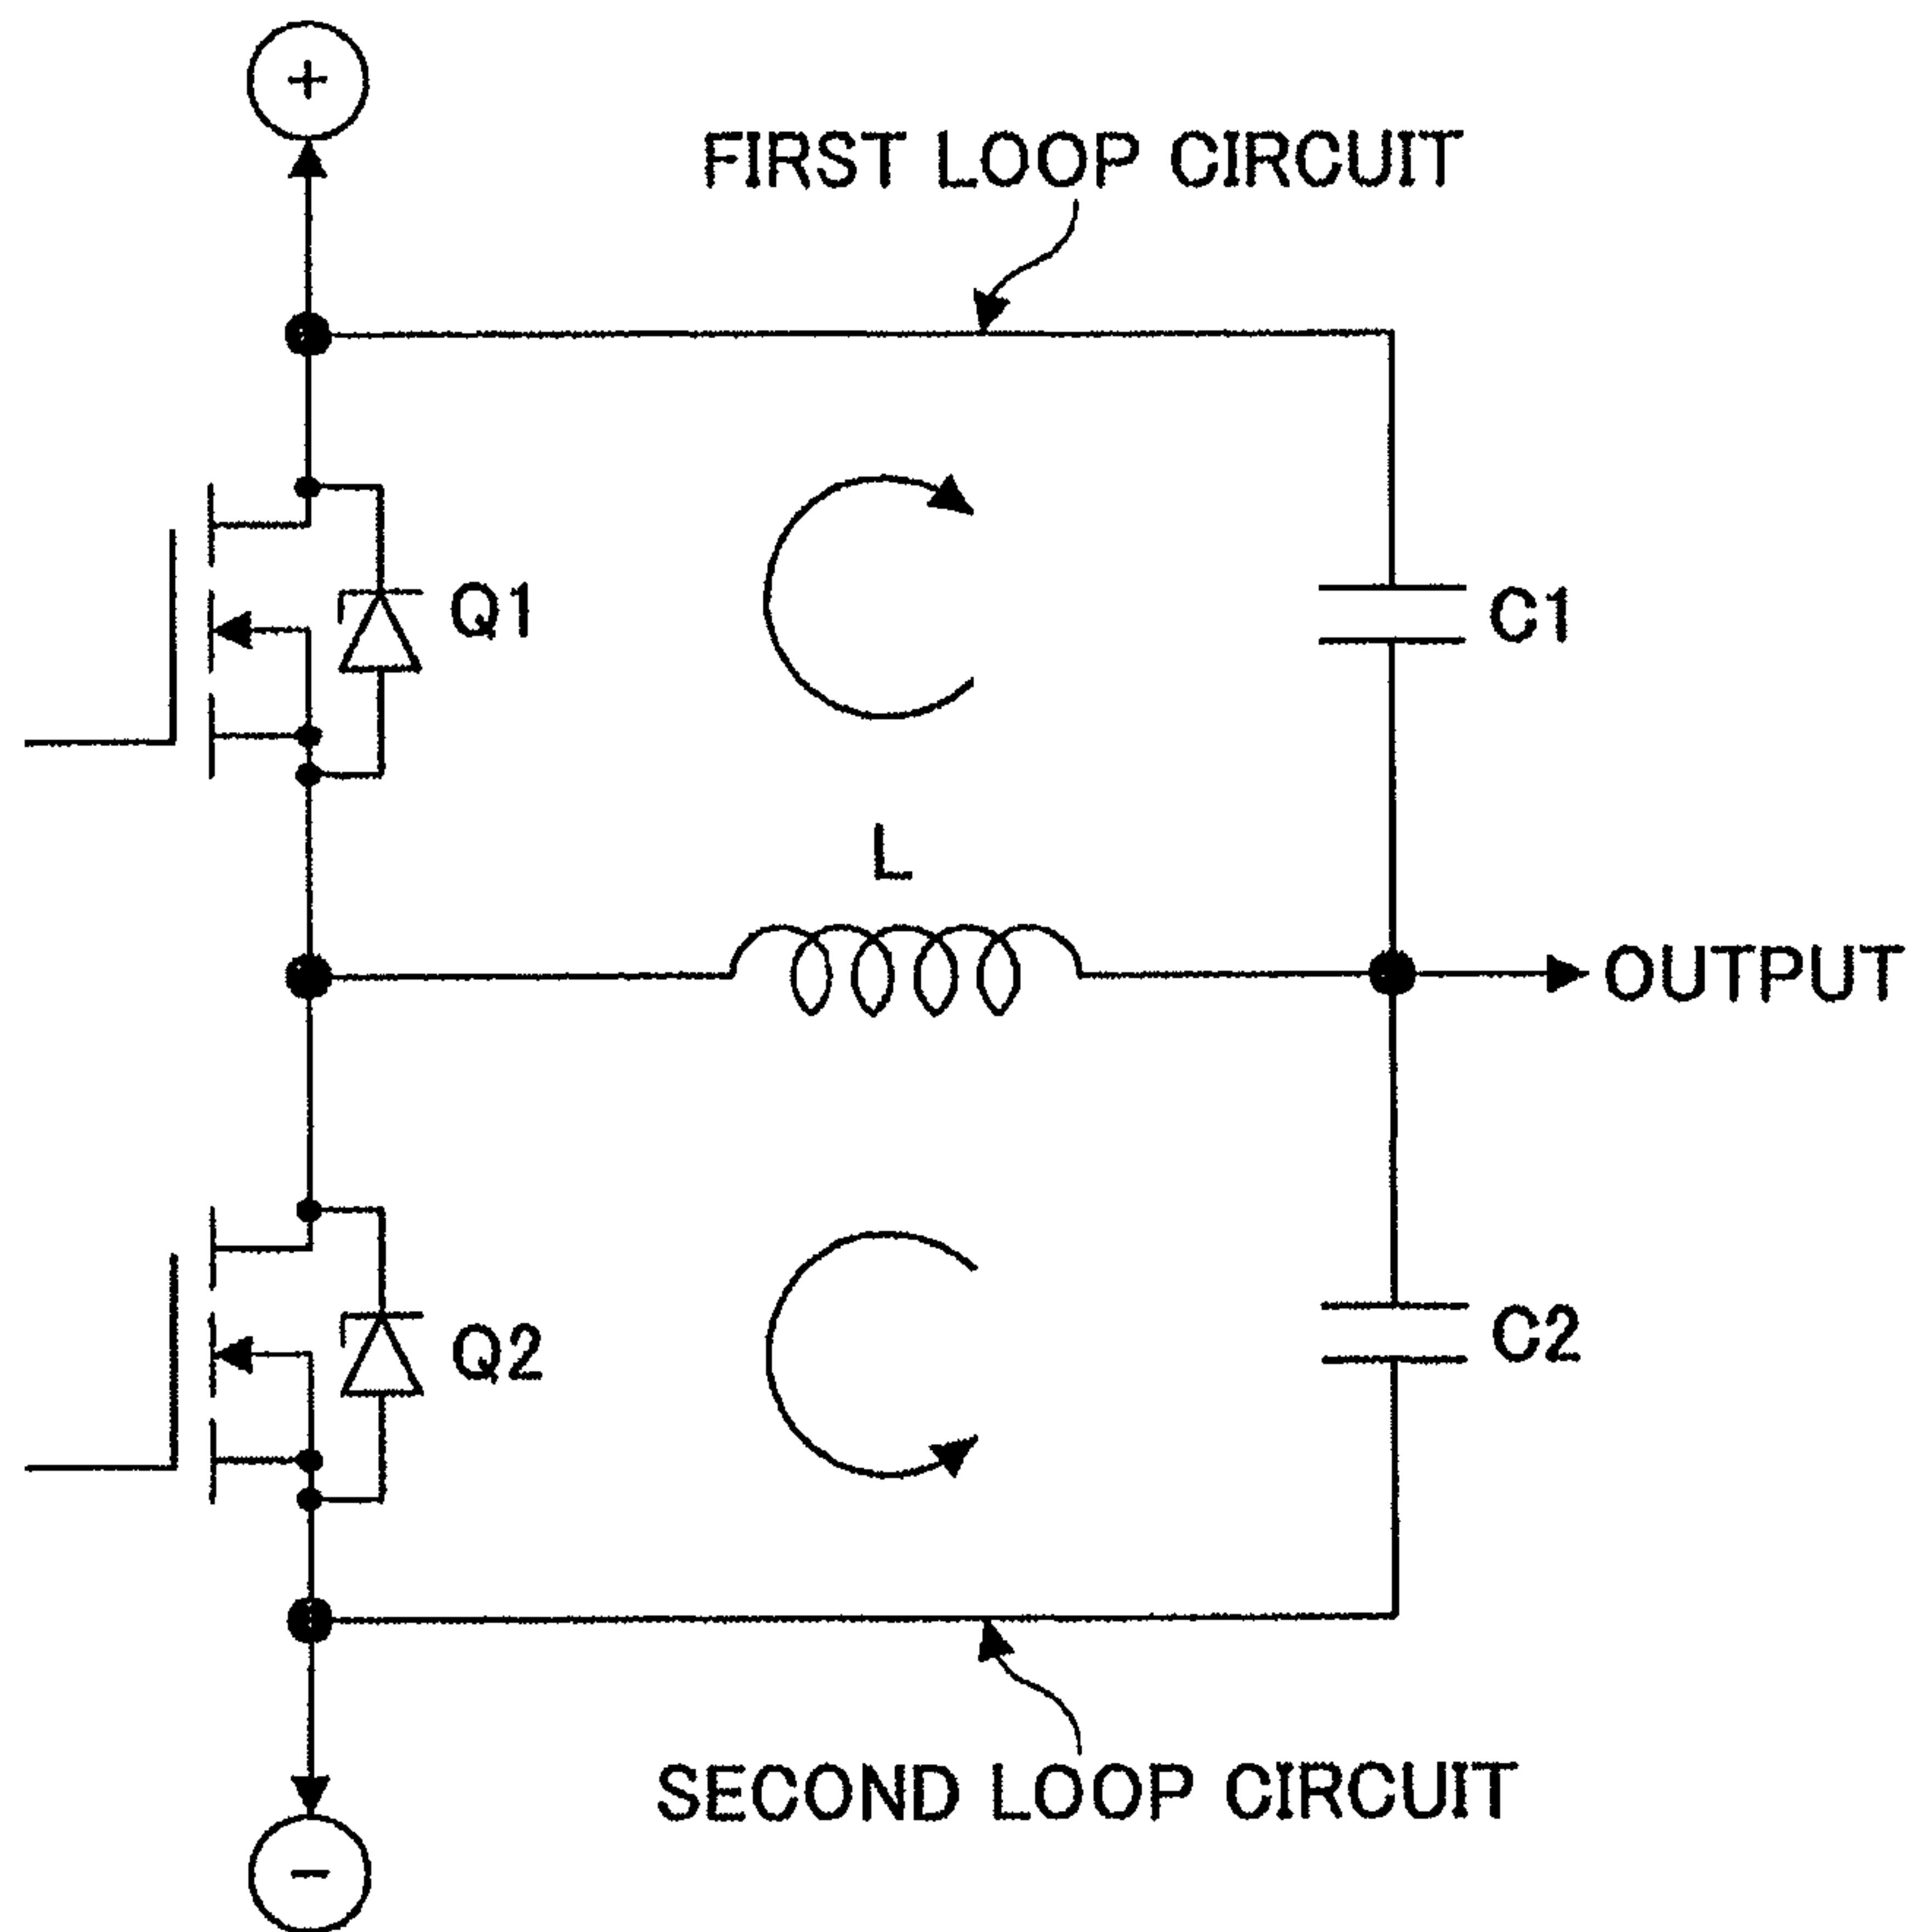 +
FIRST LOOP CIRCUIT
Q1
C1
L
OUTPUT
Q2
C2
SECOND LOOP CIRCUIT
−